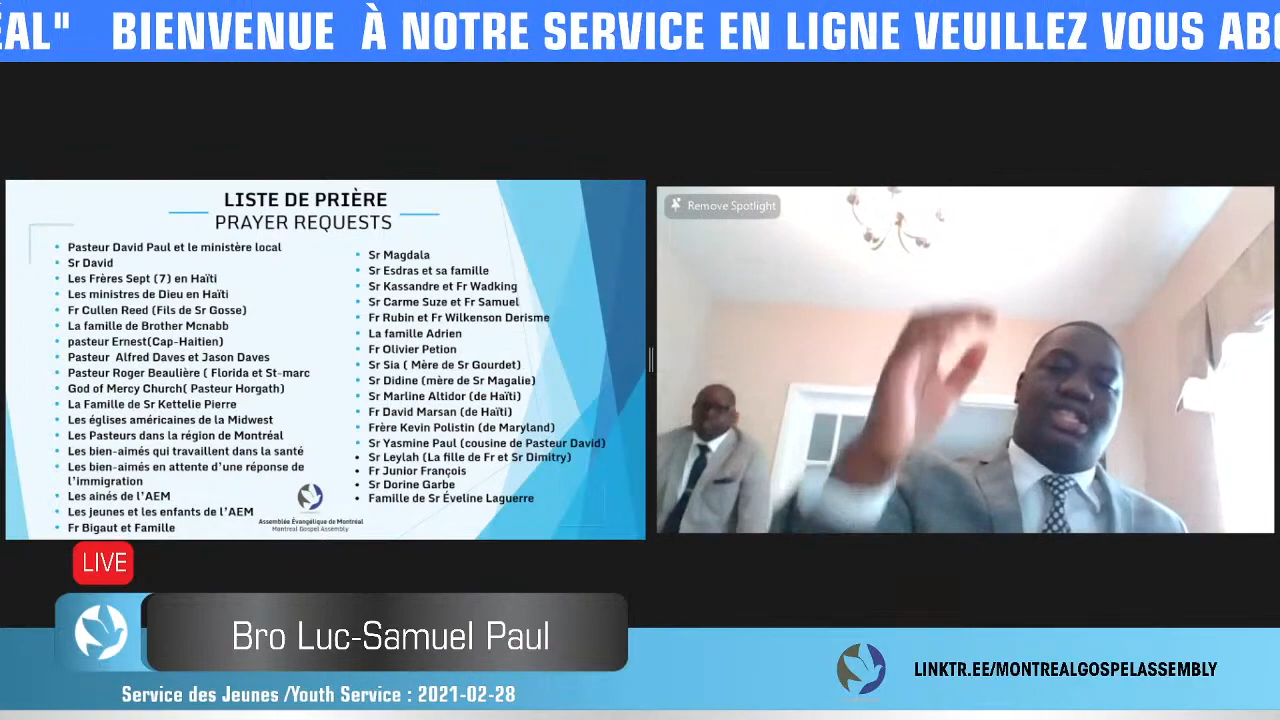 ÉAL" BIENVENUE À NOTRE SERVICE EN LIGNE VEUILLEZ VOUS AB
LISTE DE PRIÈRE
PRAYER REQUESTS
• Pasteur David Paul et le ministère local
• Sr David
• Les Frères Sept (7) en Haïti
• Les ministres de Dieu en Haïti
• Fr Cullen Reed (Fils de Sr Gosse)
• La famille de Brother Mcnabb
• pasteur Ernest(Cap-Haitien)
• Pasteur Alfred Daves et Jason Daves
• Pasteur Roger Beaulière ( Florida et St-marc
• God of Mercy Church( Pasteur Horgath)
• La Famille de Sr Kettelie Pierre
• Les églises américaines de la Midwest
• Les Pasteurs dans la région de Montréal
• Les bien-aimés qui travaillent dans la santé
• Les bien-aimés en attente d'une réponse de
l'immigration
• Les ainés de l'AEM
• Les jeunes et les enfants de l'AEM
• Fr Bigaut et Famille
• Sr Magdala
• Sr Esdras et sa famille
• Sr Kassandre et Fr Wadking
• Sr Carme Suze et Fr Samuel
• Fr Rubin et Fr Wilkenson Derisme
• La famille Adrien
• Fr Olivier Petion
• Sr Sia ( Mère de Sr Gourdet)
• Sr Didine (mère de Sr Magalie)
• Sr Marline Altidor (de Haïti)
• Fr David Marsan (de Haïti)
• Frère Kevin Polistin (de Maryland)
• Sr Yasmine Paul (cousine de Pasteur David)
• Sr Leylah (La fille de Fr et Sr Dimitry)
• Fr Junior François
• Sr Dorine Garbe
• Famille de Sr Éveline Laguerre
Assemblée Évangélique de Montréal
Montreal Gospel Assembly
Remove Spotlight
LIVE
Bro Luc-Samuel Paul
Service des Jeunes /Youth Service : 2021-02-28
LINKTR.EE/MONTREALGOSPELASSEMBLY